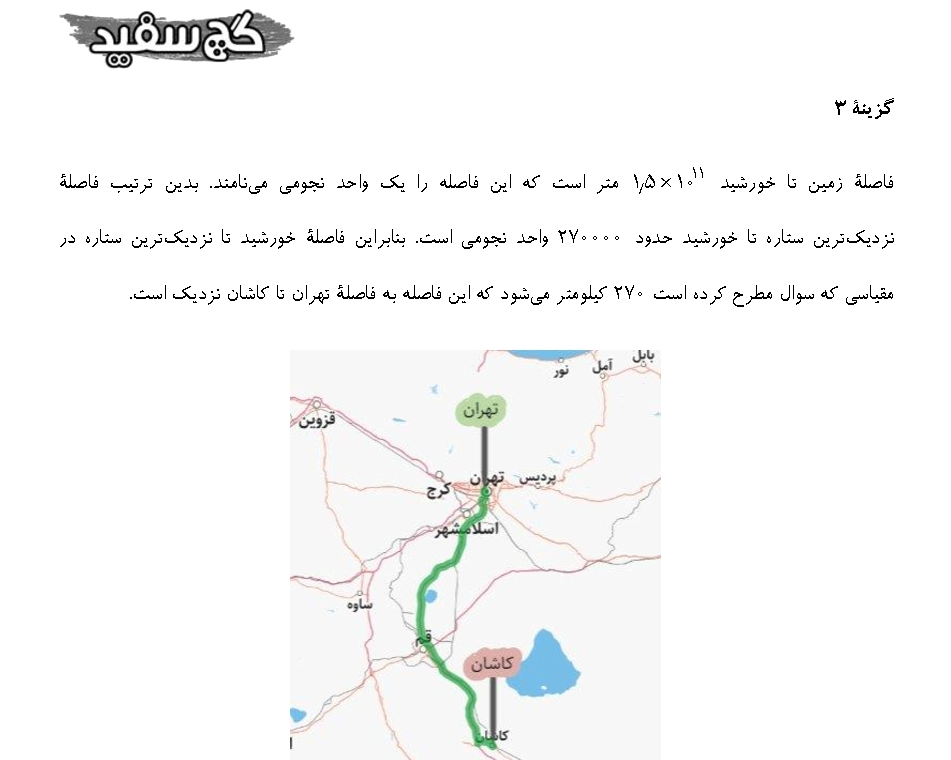 گچ سفید
گزینهٔ ۳
فاصلهٔ زمین تا خورشید ۱٫۵×۱۰^۱۱ متر است که این فاصله را یک واحد نجومی می‌نامند. بدین ترتیب فاصلهٔ
نزدیک‌ترین ستاره تا خورشید حدود ۲۷۰۰۰۰ واحد نجومی است. بنابراین فاصلهٔ خورشید تا نزدیک‌ترین ستاره در
مقیاسی که سوال مطرح کرده است ۲۷۰ کیلومتر می‌شود که این فاصله به فاصلهٔ تهران تا کاشان نزدیک است.
بابل
آمل
نور
تهران
قزوین
تهران
پردیس
کرج
اسلامشهر
ساوه
قم
کاشان
کاشان